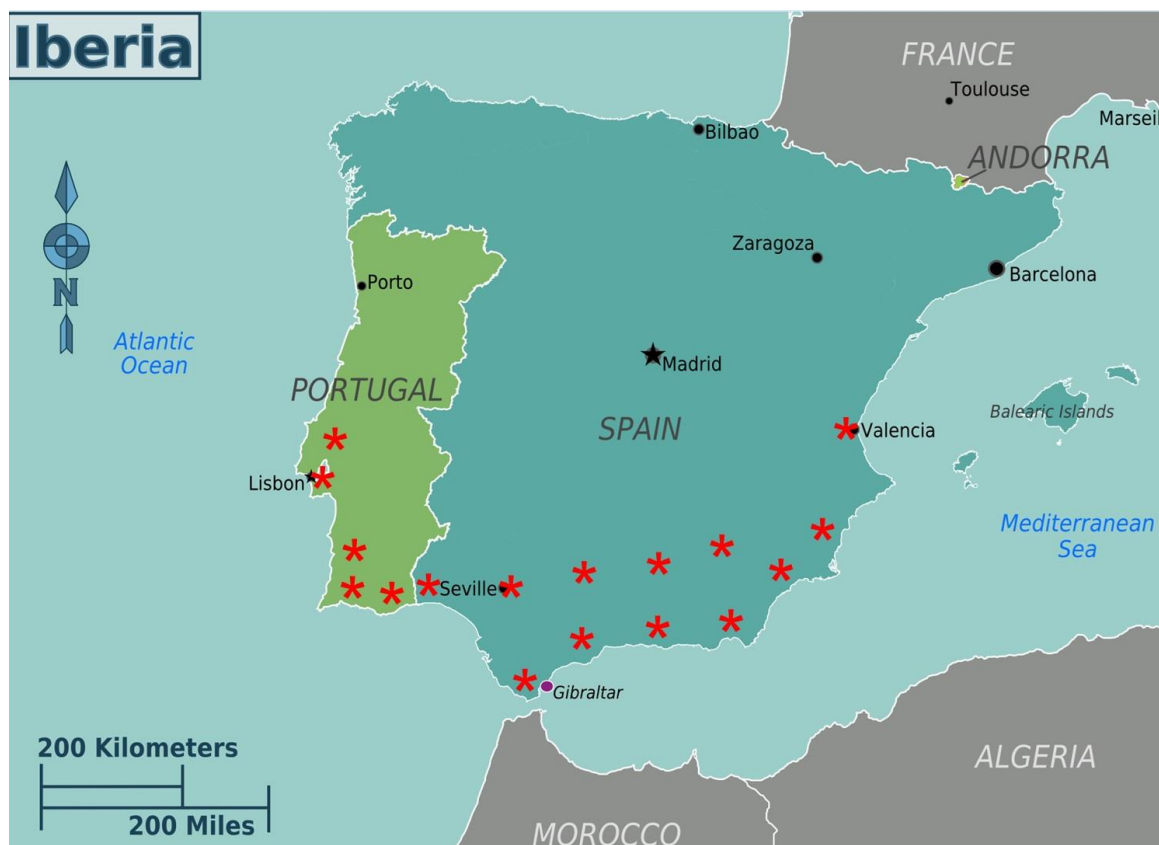 Iberia
FRANCE
Toulouse
Marseil
Bilbao
ANDORRA
Zaragoza
Barcelona
N
Porto
Atlantic
Ocean
Madrid
PORTUGAL
SPAIN
Balearic Islands
Valencia
Lisbon
Mediterranean
Sea
Seville
Gibraltar
200 Kilometers
200 Miles
ALGERIA
MOROCCO